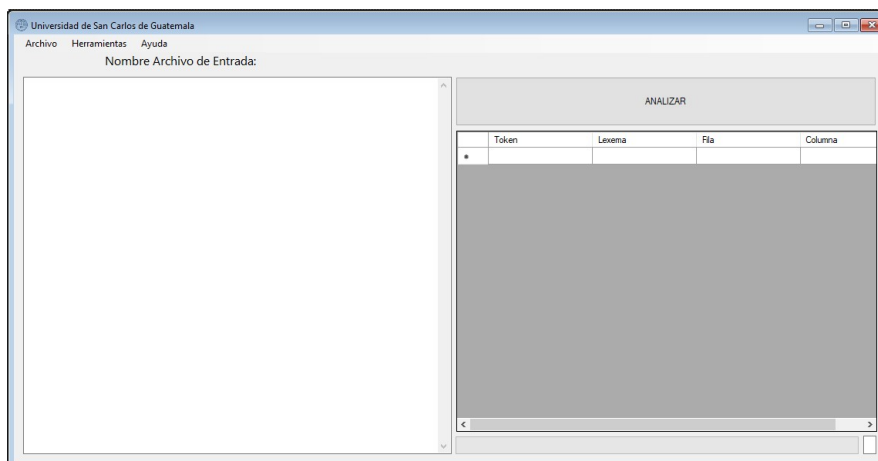 Universidad de San Carlos de Guatemala
Archivo Herramientas Ayuda
Nombre Archivo de Entrada:
ANALIZAR
Token Lexema Fila Columna